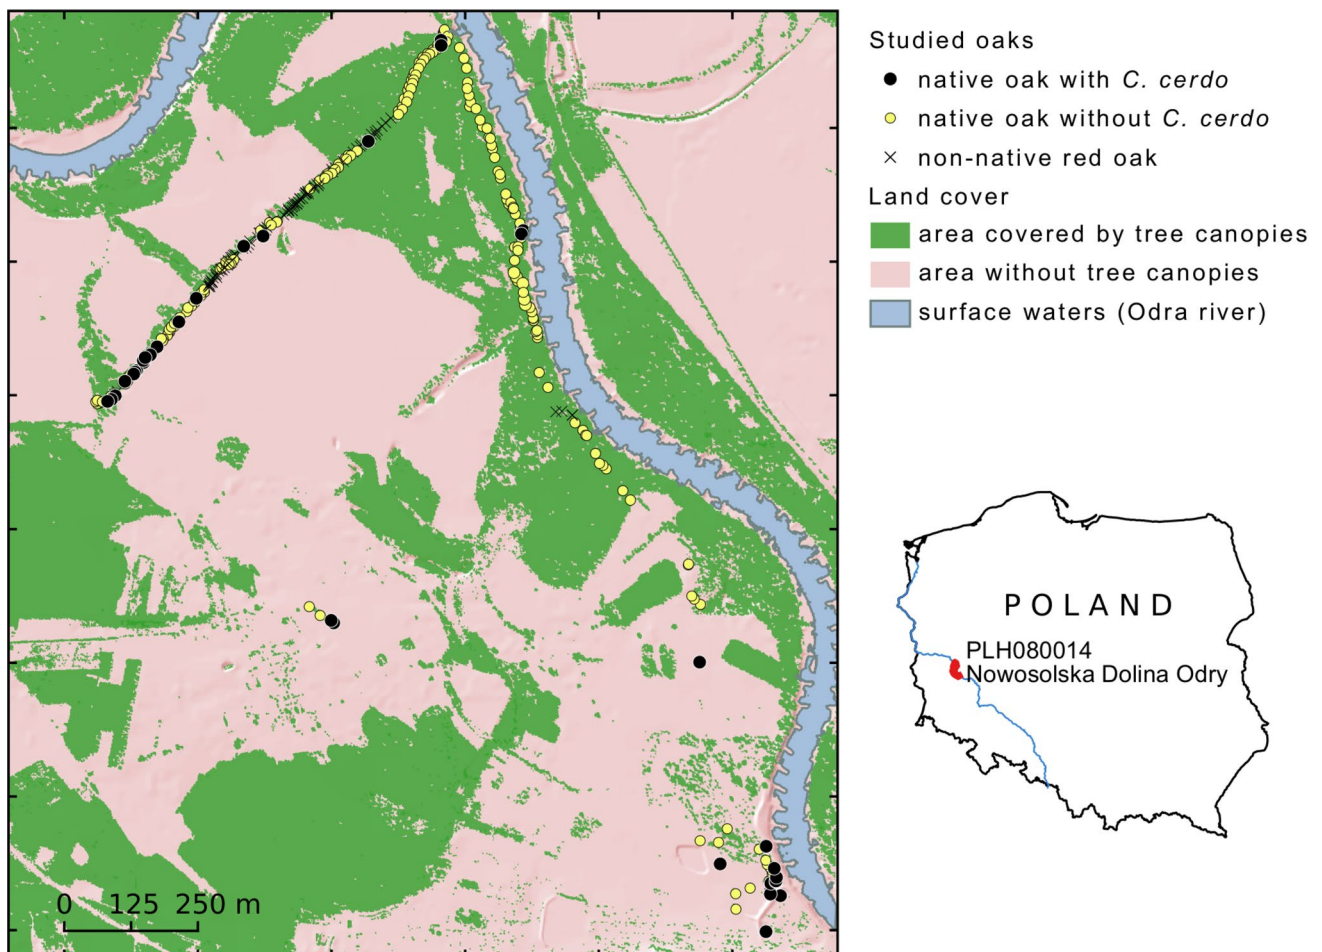 Studied oaks
native oak with C. cerdo
native oak without C. cerdo
non-native red oak
Land cover
area covered by tree canopies
area without tree canopies
surface waters (Odra river)
POLAND
PLH080014
Nowosolska Dolina Odry
0 125 250 m